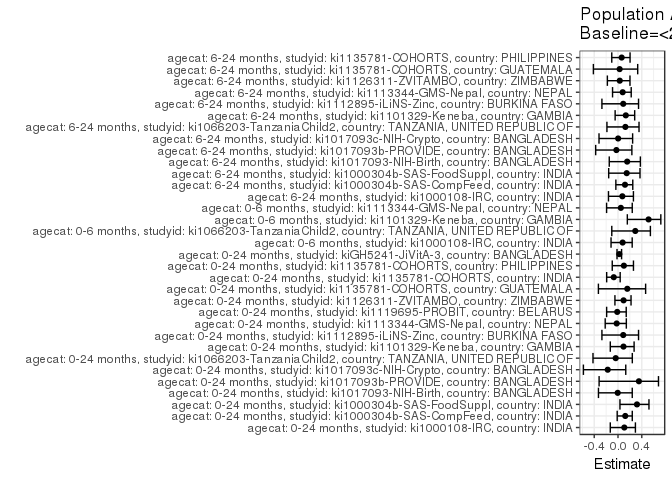 Population
Baseline=<
agecat: 6-24 months, studyid: ki1135781-COHORTS, country: PHILIPPINES
agecat: 6-24 months, studyid: ki1135781-COHORTS, country: GUATEMALA
agecat: 6-24 months, studyid: ki1126311-ZVITAMBO, country: ZIMBABWE
agecat: 6-24 months, studyid: ki1113344-GMS-Nepal, country: NEPAL
agecat: 6-24 months, studyid: ki1112895-iLiNS-Zinc, country: BURKINA FASO
agecat: 6-24 months, studyid: ki1101329-Keneba, country: GAMBIA
agecat: 6-24 months, studyid: ki1066203-TanzaniaChild2, country: TANZANIA, UNITED REPUBLIC OF
agecat: 6-24 months, studyid: ki1017093c-NIH-Crypto, country: BANGLADESH
agecat: 6-24 months, studyid: ki1017093b-PROVIDE, country: BANGLADESH
agecat: 6-24 months, studyid: ki1017093-NIH-Birth, country: BANGLADESH
agecat: 6-24 months, studyid: ki1000304b-SAS-FoodSuppl, country: INDIA
agecat: 6-24 months, studyid: ki1000304b-SAS-CompFeed, country: INDIA
agecat: 6-24 months, studyid: ki1000108-IRC, country: INDIA
agecat: 0-6 months, studyid: ki1113344-GMS-Nepal, country: NEPAL
agecat: 0-6 months, studyid: ki1101329-Keneba, country: GAMBIA
agecat: 0-6 months, studyid: ki1066203-TanzaniaChild2, country: TANZANIA, UNITED REPUBLIC OF
agecat: 0-6 months, studyid: ki1000108-IRC, country: INDIA
agecat: 0-24 months, studyid: kiGH5241-JiVitA-3, country: BANGLADESH
agecat: 0-24 months, studyid: ki1135781-COHORTS, country: PHILIPPINES
agecat: 0-24 months, studyid: ki1135781-COHORTS, country: INDIA
agecat: 0-24 months, studyid: ki1135781-COHORTS, country: GUATEMALA
agecat: 0-24 months, studyid: ki1126311-ZVITAMBO, country: ZIMBABWE
agecat: 0-24 months, studyid: ki1119695-PROBIT, country: BELARUS
agecat: 0-24 months, studyid: ki1113344-GMS-Nepal, country: NEPAL
agecat: 0-24 months, studyid: ki1112895-iLiNS-Zinc, country: BURKINA FASO
agecat: 0-24 months, studyid: ki1101329-Keneba, country: GAMBIA
agecat: 0-24 months, studyid: ki1066203-TanzaniaChild2, country: TANZANIA, UNITED REPUBLIC OF
agecat: 0-24 months, studyid: ki1017093c-NIH-Crypto, country: BANGLADESH
agecat: 0-24 months, studyid: ki1017093b-PROVIDE, country: BANGLADESH
agecat: 0-24 months, studyid: ki1017093-NIH-Birth, country: BANGLADESH
agecat: 0-24 months, studyid: ki1000304b-SAS-FoodSuppl, country: INDIA
agecat: 0-24 months, studyid: ki1000304b-SAS-CompFeed, country: INDIA
agecat: 0-24 months, studyid: ki1000108-IRC, country: INDIA
-0.4 0.0 0.4
Estimate